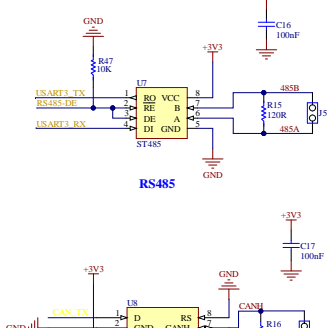 GND
C16
100nF
R47
10K
+3V3
U7
USART3_TX 1 RO VCC 8
RS485-DE 2 RE B 7 485B
3 DE A 6
USART3_RX 4 DI GND 5 485A
R15
120R
J5
ST485
GND
RS485
+3V3
C17
100nF
+3V3
GND
U8
CAN_TX 1 D RS 8 CANH
GND 2 GND CANH 7
R16